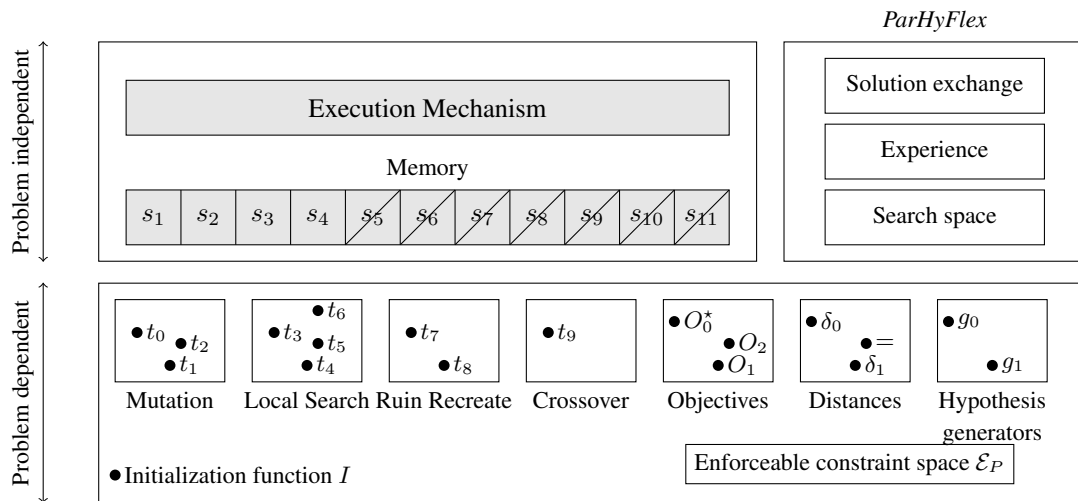 ParHyFlex
Problem independent
Execution Mechanism
Memory
s₁ s₂ s₃ s₄ s₅ s₆ s₇ s₈ s₉ s₁₀ s₁₁
Solution exchange
Experience
Search space
Problem dependent
t₀ t₂ t₁
Mutation
t₆ t₃ t₅ t₄
Local Search
t₇ t₈
Ruin Recreate
t₉
Crossover
O₀⋆ O₂ O₁
Objectives
δ₀ = δ₁
Distances
g₀ g₁
Hypothesis
generators
Initialization function I
Enforceable constraint space ℰ_P